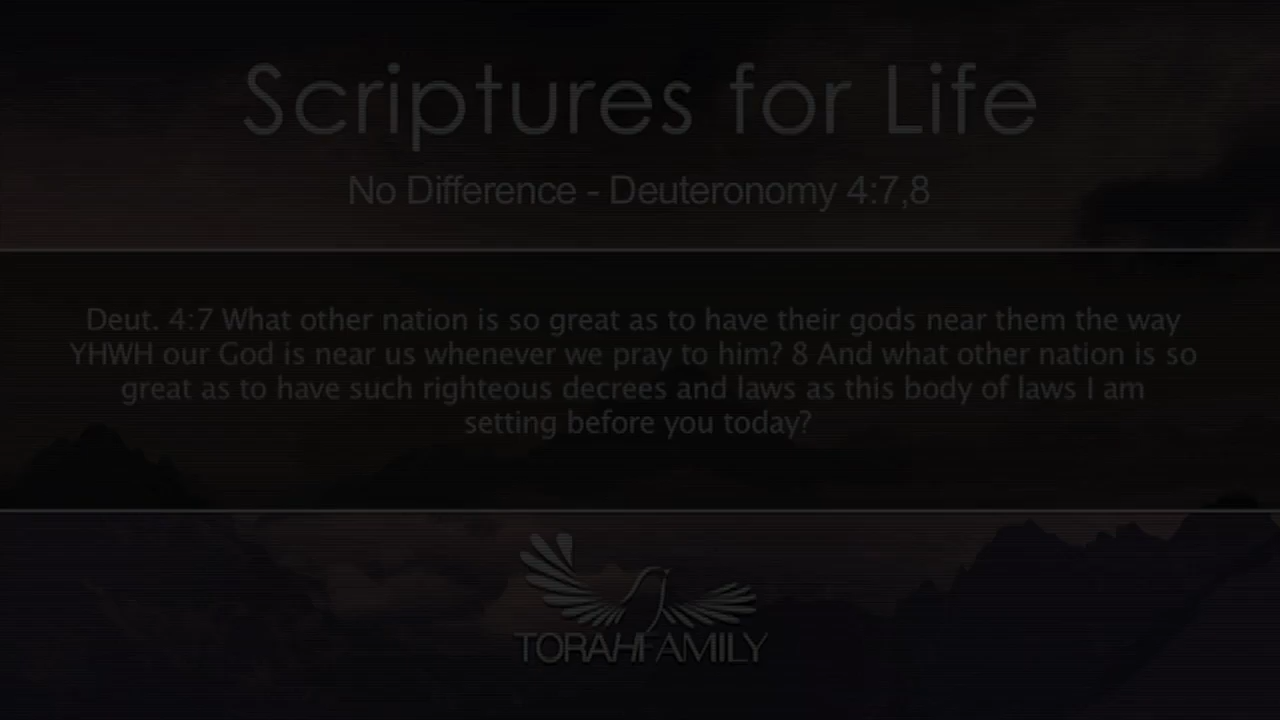 Scriptures for Life
No Difference - Deuteronomy 4:7,8
Deut. 4:7 What other nation is so great as to have their gods near them the way
YHWH our God is near us whenever we pray to him? 8 And what other nation is so
great as to have such righteous decrees and laws as this body of laws I am
setting before you today?
TORAHFAMILY